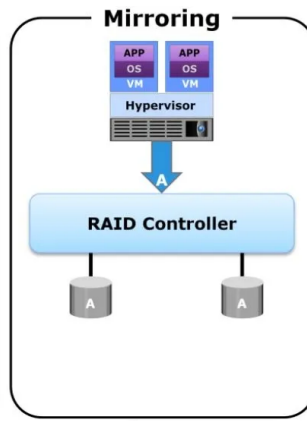 Mirroring
APP APP
OS OS
VM VM
Hypervisor
A
RAID Controller
A A